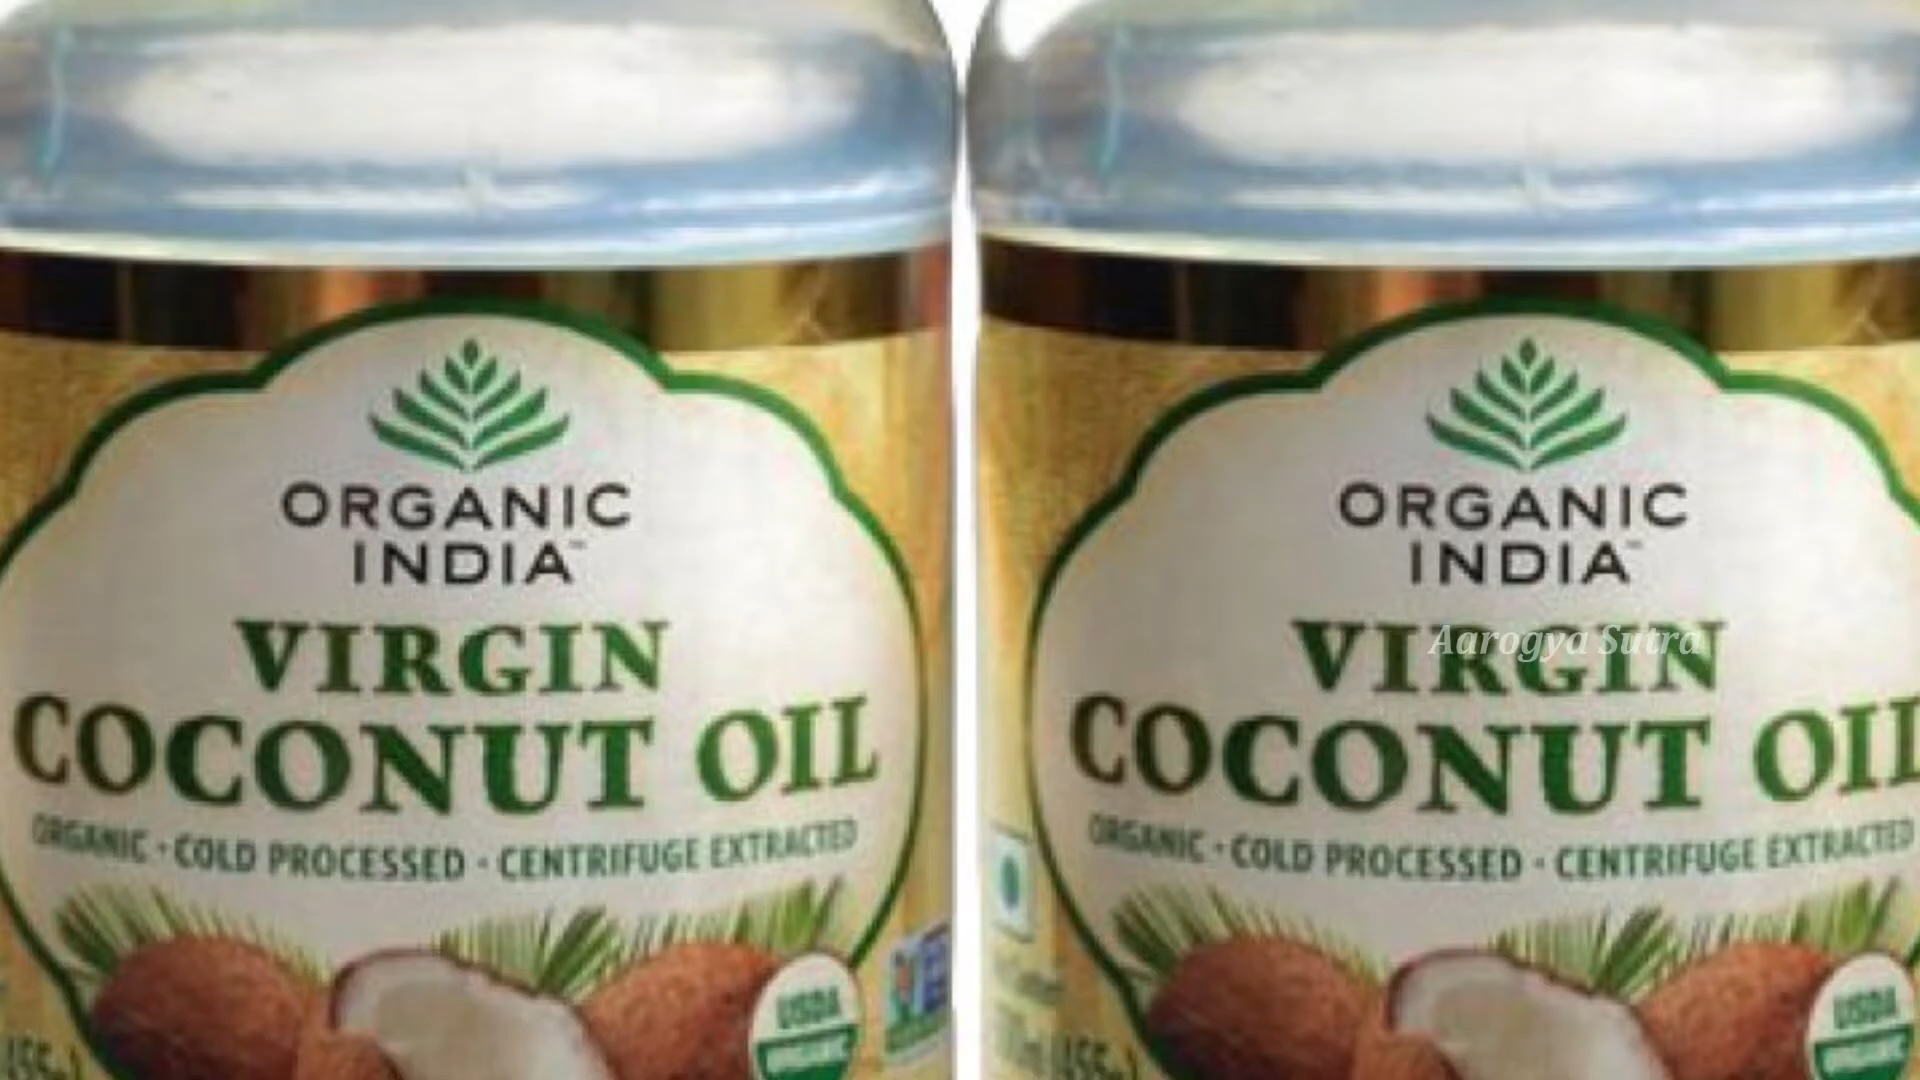 ORGANIC
INDIA™
VIRGIN
COCONUT OIL
ORGANIC · COLD PROCESSED · CENTRIFUGE EXTRACTED
USDA
ORGANIC
ORGANIC
INDIA™
VIRGIN
Aarogya Sutra
COCONUT OIL
ORGANIC · COLD PROCESSED · CENTRIFUGE EXTRACTED
USDA
ORGANIC